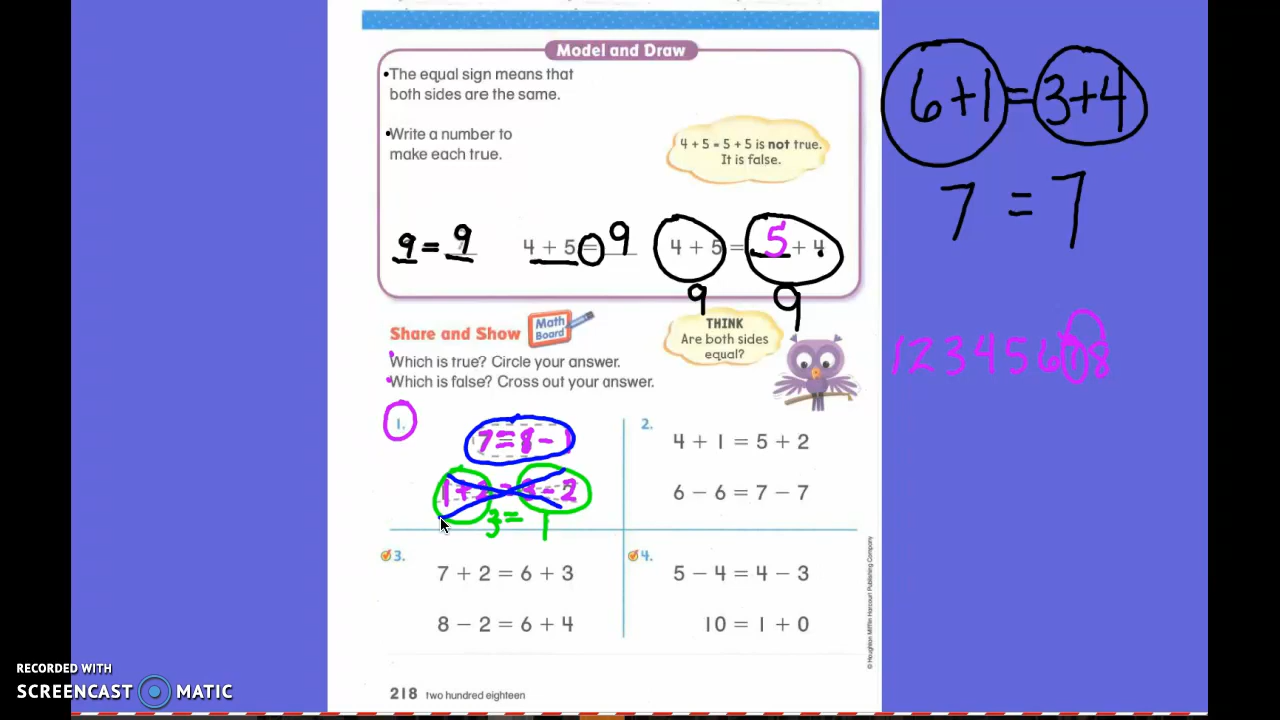 Model and Draw
•The equal sign means that
both sides are the same.
•Write a number to
make each true.
4 + 5 = 5 + 5 is not true.
It is false.
9 = 9
4 + 5 = 9
4 + 5 = 5 + 4
9
9
6+1=3+4
7 = 7
Share and Show
Math
Board
THINK
Are both sides
equal?
Which is true? Circle your answer.
Which is false? Cross out your answer.
12345678
1.
7=8-1
1+2=3-2
3=1
2.
4 + 1 = 5 + 2
6 − 6 = 7 − 7
3.
7 + 2 = 6 + 3
8 − 2 = 6 + 4
4.
5 − 4 = 4 − 3
10 = 1 + 0
© Houghton Mifflin Harcourt Publishing Company
218 two hundred eighteen
RECORDED WITH
SCREENCAST MATIC